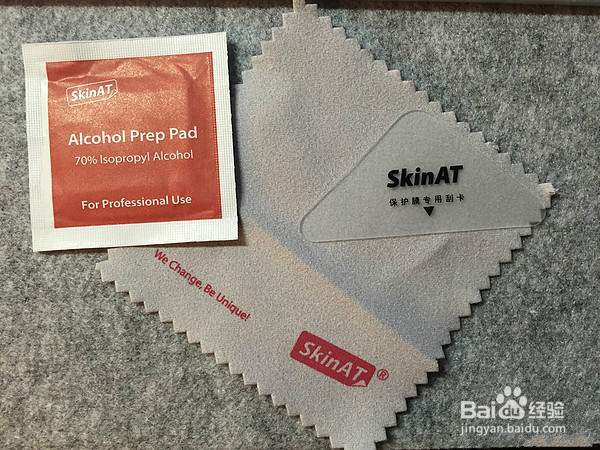 SkinAT
Alcohol Prep Pad
70% Isopropyl Alcohol
For Professional Use
SkinAT
保护膜专用刮卡
We Change, Be Unique!
SkinAT®
Bai du 经验
jingyan.baidu.com